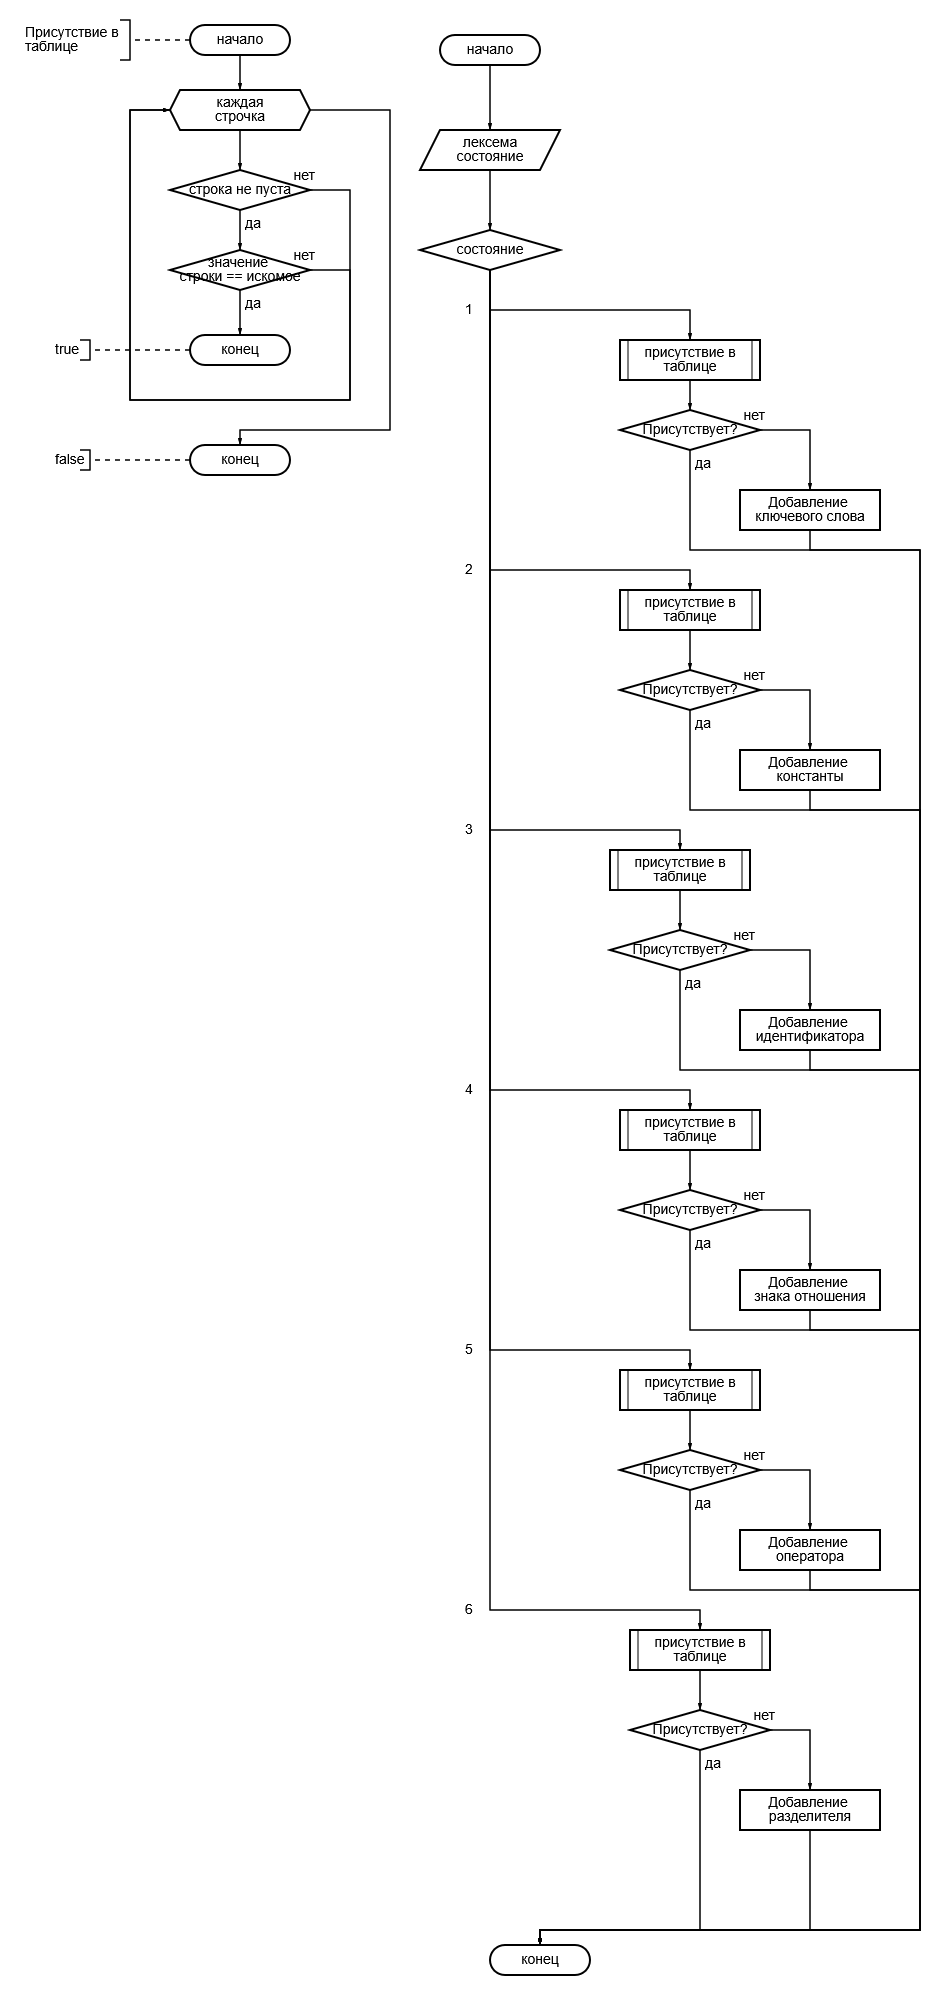 Присутствие в
таблице
начало
каждая
строчка
строка не пуста
нет
да
значение
строки == искомое
нет
да
true
конец
false
конец
начало
лексема
состояние
состояние
1
присутствие в
таблице
Присутствует?
нет
да
Добавление
ключевого слова
2
присутствие в
таблице
Присутствует?
нет
да
Добавление
константы
3
присутствие в
таблице
Присутствует?
нет
да
Добавление
идентификатора
4
присутствие в
таблице
Присутствует?
нет
да
Добавление
знака отношения
5
присутствие в
таблице
Присутствует?
нет
да
Добавление
оператора
6
присутствие в
таблице
Присутствует?
нет
да
Добавление
разделителя
конец